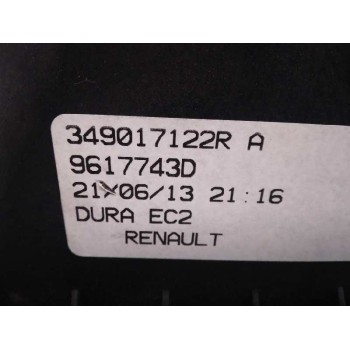 349017122R A
9617743D
21/06/13 21:16
DURA EC2
RENAULT